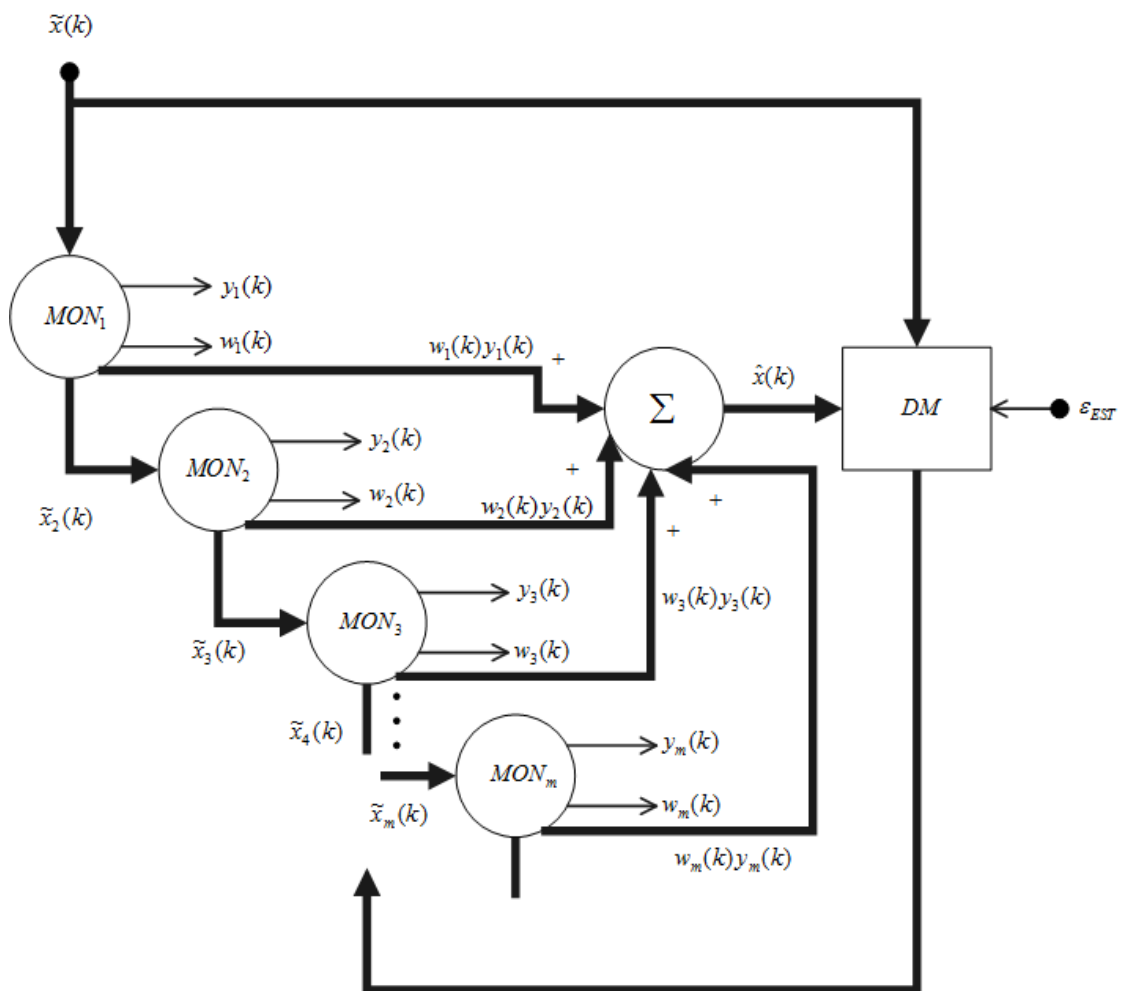 x̃(k)
MON₁
y₁(k)
w₁(k)
w₁(k)y₁(k)
+
Σ
x̂(k)
DM
ε_EST
MON₂
y₂(k)
w₂(k)
x̃₂(k)
w₂(k)y₂(k)
+
+
+
MON₃
y₃(k)
w₃(k)
w₃(k)y₃(k)
x̃₃(k)
x̃₄(k)
MONₘ
yₘ(k)
wₘ(k)
x̃ₘ(k)
wₘ(k)yₘ(k)